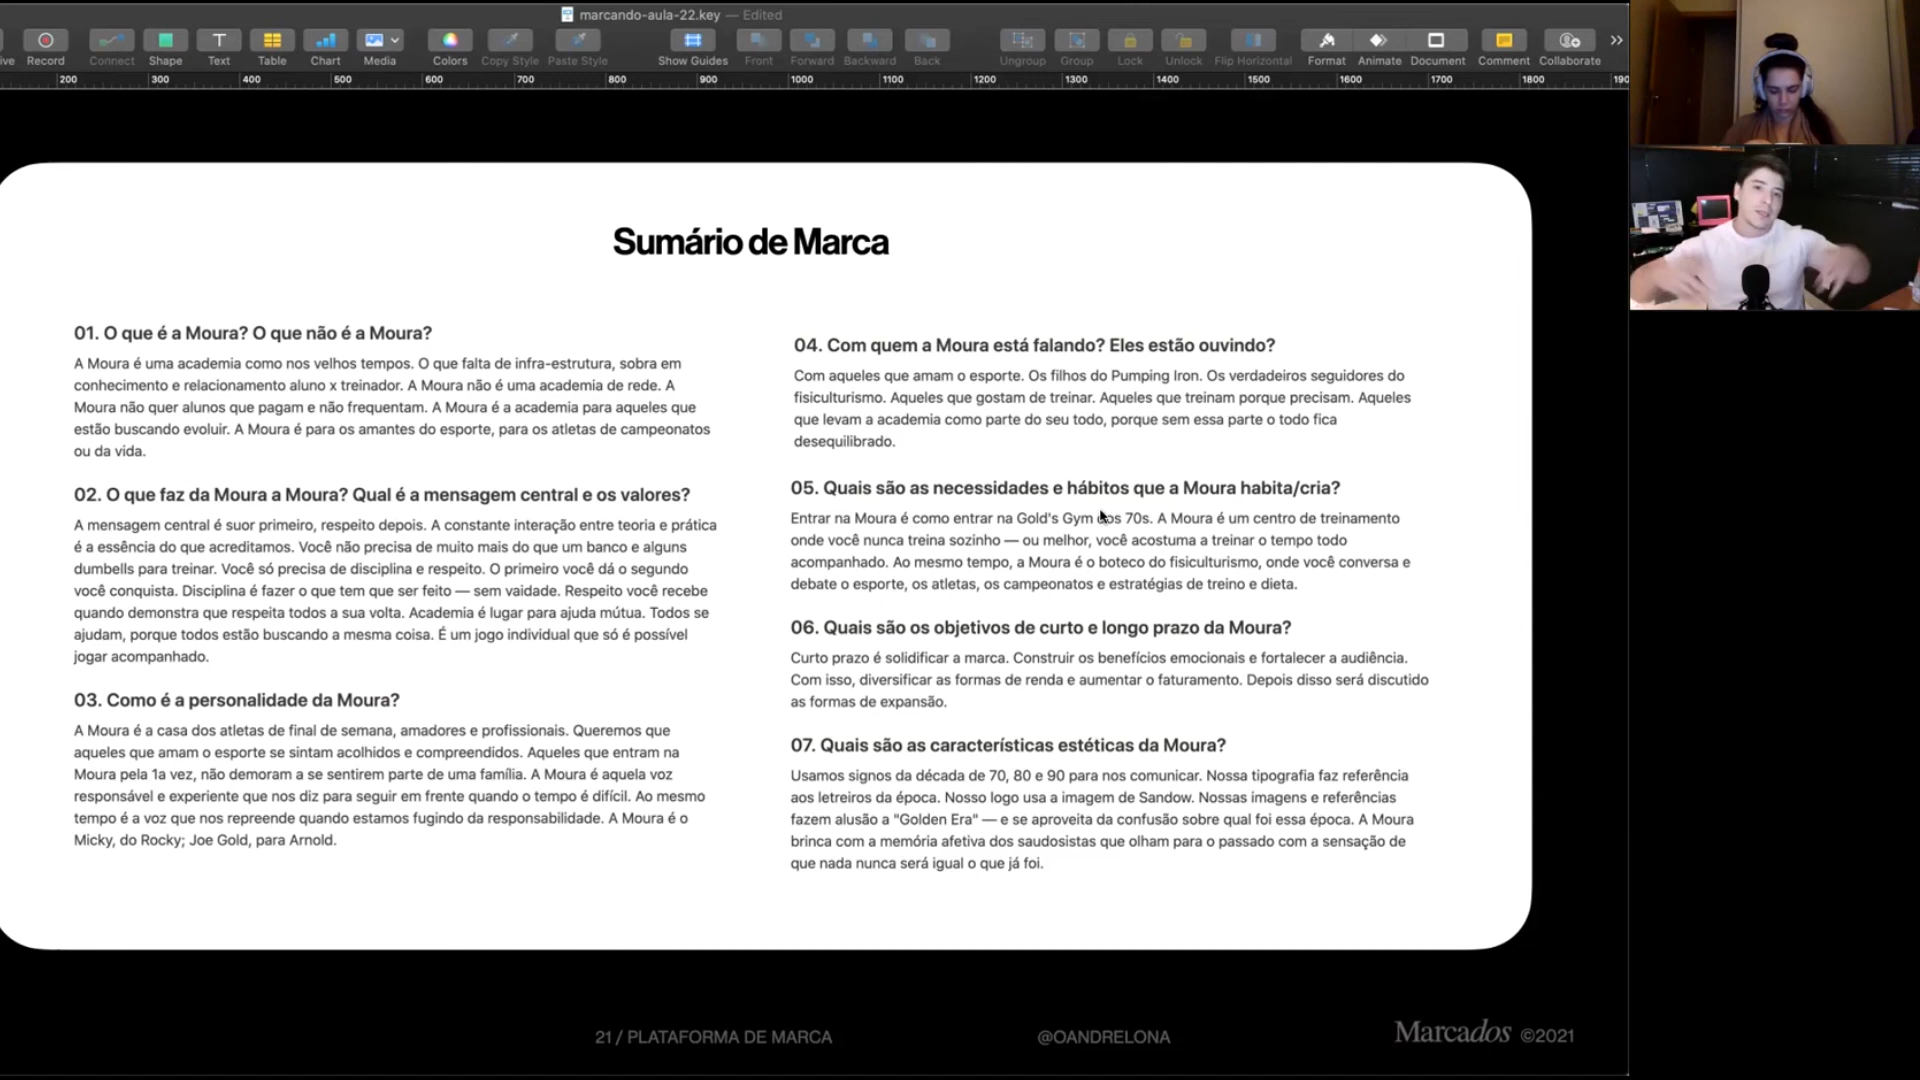 marcando-aula-22.key — Edited
ive
Record
Connect
Shape
Text
Table
Chart
Media
Colors
Copy Style
Paste Style
Show Guides
Front
Forward
Backward
Back
Ungroup
Group
Lock
Unlock
Flip Horizontal
Format
Animate
Document
Comment
Collaborate
200 300 400 500 600 700 800 900 1000 1100 1200 1300 1400 1500 1600 1700 1800 190
Sumário de Marca
01. O que é a Moura? O que não é a Moura?
A Moura é uma academia como nos velhos tempos. O que falta de infra-estrutura, sobra em
conhecimento e relacionamento aluno x treinador. A Moura não é uma academia de rede. A
Moura não quer alunos que pagam e não frequentam. A Moura é a academia para aqueles que
estão buscando evoluir. A Moura é para os amantes do esporte, para os atletas de campeonatos
ou da vida.
02. O que faz da Moura a Moura? Qual é a mensagem central e os valores?
A mensagem central é suor primeiro, respeito depois. A constante interação entre teoria e prática
é a essência do que acreditamos. Você não precisa de muito mais do que um banco e alguns
dumbells para treinar. Você só precisa de disciplina e respeito. O primeiro você dá o segundo
você conquista. Disciplina é fazer o que tem que ser feito — sem vaidade. Respeito você recebe
quando demonstra que respeita todos a sua volta. Academia é lugar para ajuda mútua. Todos se
ajudam, porque todos estão buscando a mesma coisa. É um jogo individual que só é possível
jogar acompanhado.
03. Como é a personalidade da Moura?
A Moura é a casa dos atletas de final de semana, amadores e profissionais. Queremos que
aqueles que amam o esporte se sintam acolhidos e compreendidos. Aqueles que entram na
Moura pela 1a vez, não demoram a se sentirem parte de uma família. A Moura é aquela voz
responsável e experiente que nos diz para seguir em frente quando o tempo é difícil. Ao mesmo
tempo é a voz que nos repreende quando estamos fugindo da responsabilidade. A Moura é o
Micky, do Rocky; Joe Gold, para Arnold.
04. Com quem a Moura está falando? Eles estão ouvindo?
Com aqueles que amam o esporte. Os filhos do Pumping Iron. Os verdadeiros seguidores do
fisiculturismo. Aqueles que gostam de treinar. Aqueles que treinam porque precisam. Aqueles
que levam a academia como parte do seu todo, porque sem essa parte o todo fica
desequilibrado.
05. Quais são as necessidades e hábitos que a Moura habita/cria?
Entrar na Moura é como entrar na Gold's Gym dos 70s. A Moura é um centro de treinamento
onde você nunca treina sozinho — ou melhor, você acostuma a treinar o tempo todo
acompanhado. Ao mesmo tempo, a Moura é o boteco do fisiculturismo, onde você conversa e
debate o esporte, os atletas, os campeonatos e estratégias de treino e dieta.
06. Quais são os objetivos de curto e longo prazo da Moura?
Curto prazo é solidificar a marca. Construir os benefícios emocionais e fortalecer a audiência.
Com isso, diversificar as formas de renda e aumentar o faturamento. Depois disso será discutido
as formas de expansão.
07. Quais são as características estéticas da Moura?
Usamos signos da década de 70, 80 e 90 para nos comunicar. Nossa tipografia faz referência
aos letreiros da época. Nosso logo usa a imagem de Sandow. Nossas imagens e referências
fazem alusão a "Golden Era" — e se aproveita da confusão sobre qual foi essa época. A Moura
brinca com a memória afetiva dos saudosistas que olham para o passado com a sensação de
que nada nunca será igual o que já foi.
21 / PLATAFORMA DE MARCA
@OANDRELONA
Marcados ©2021